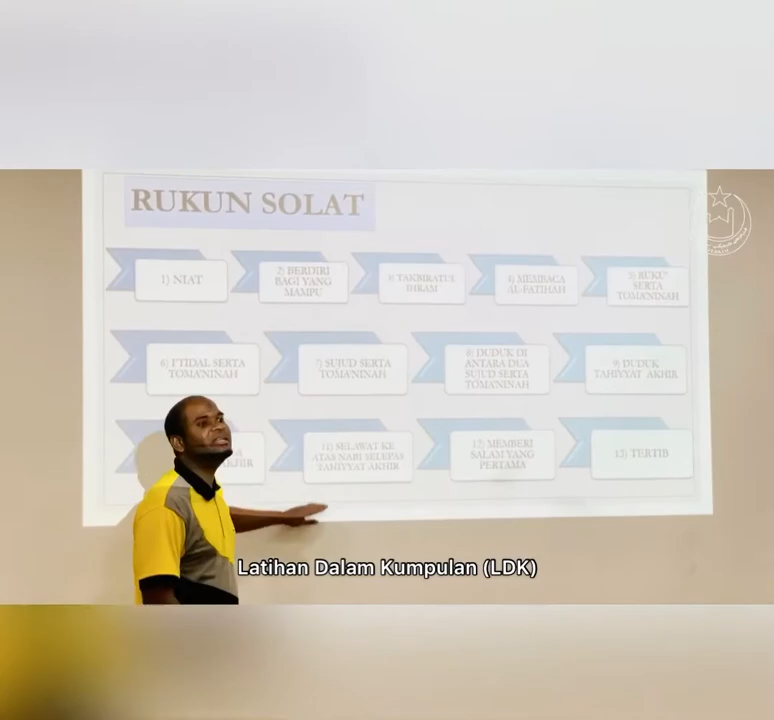 RUKUN SOLAT
1) NIAT
2) BERDIRI
BAGI YANG
MAMPU
3) TAKBIRATUL
IHRAM
4) MEMBACA
AL-FATIHAH
5) RUKU'
SERTA
TOMA'NINAH
6) I'TIDAL SERTA
TOMA'NINAH
7) SUJUD SERTA
TOMA'NINAH
8) DUDUK DI
ANTARA DUA
SUJUD SERTA
TOMA'NINAH
9) DUDUK
TAHIYYAT AKHIR
11) SELAWAT KE
ATAS NABI SELEPAS
TAHIYYAT AKHIR
12) MEMBERI
SALAM YANG
PERTAMA
13) TERTIB
Latihan Dalam Kumpulan (LDK)